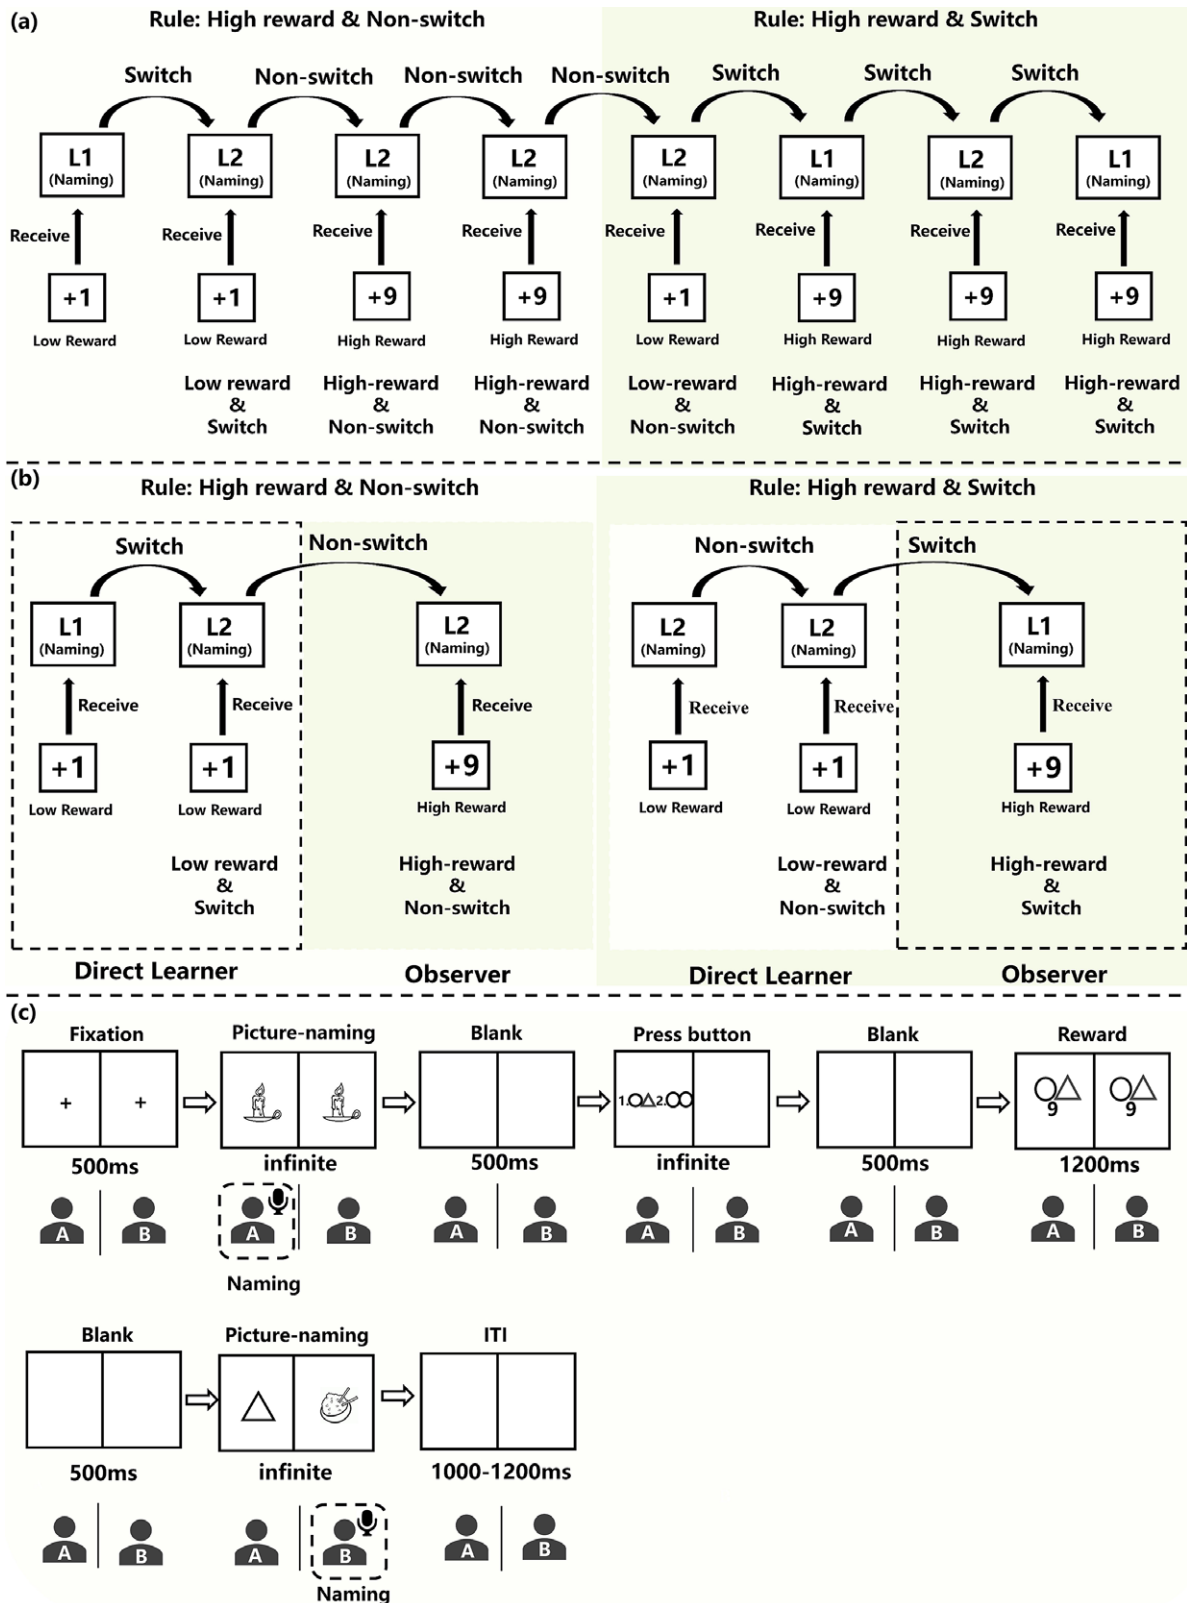 (a)
Rule: High reward & Non-switch
Rule: High reward & Switch
Switch
Non-switch
Non-switch
Non-switch
Switch
Switch
Switch
L1
(Naming)
L2
(Naming)
L2
(Naming)
L2
(Naming)
L2
(Naming)
L1
(Naming)
L2
(Naming)
L1
(Naming)
Receive
Receive
Receive
Receive
Receive
Receive
Receive
Receive
+1
+1
+9
+9
+1
+9
+9
+9
Low Reward
Low Reward
High Reward
High Reward
Low Reward
High Reward
High Reward
High Reward
Low reward
&
Switch
High-reward
&
Non-switch
High-reward
&
Non-switch
Low-reward
&
Non-switch
High-reward
&
Switch
High-reward
&
Switch
High-reward
&
Switch
(b)
Rule: High reward & Non-switch
Rule: High reward & Switch
Switch
Non-switch
Non-switch
Switch
L1
(Naming)
L2
(Naming)
L2
(Naming)
L2
(Naming)
L2
(Naming)
L1
(Naming)
Receive
Receive
Receive
Receive
Receive
Receive
+1
+1
+9
+1
+1
+9
Low Reward
Low Reward
High Reward
Low Reward
Low Reward
High Reward
Low reward
&
Switch
High-reward
&
Non-switch
Low-reward
&
Non-switch
High-reward
&
Switch
Direct Learner
Observer
Direct Learner
Observer
(c)
Fixation
Picture-naming
Blank
Press button
Blank
Reward
+
+
1.
2.
9
9
500ms
infinite
500ms
infinite
500ms
1200ms
A
B
A
B
A
B
A
B
A
B
A
B
Naming
Blank
Picture-naming
ITI
500ms
infinite
1000-1200ms
A
B
A
B
A
B
Naming